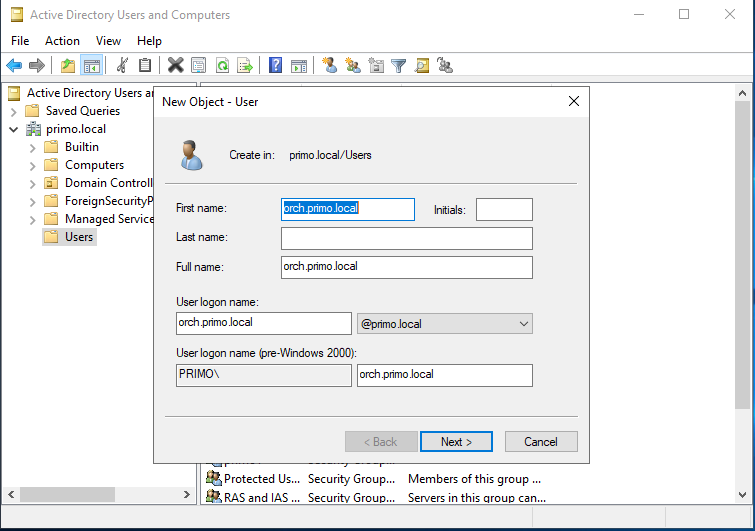 Active Directory Users and Computers
File Action View Help
Active Directory Users an
Saved Queries
primo.local
Builtin
Computers
Domain Controll
ForeignSecurityP
Managed Service
Users
New Object - User
Create in: primo.local/Users
First name: orch.primo.local Initials:
Last name:
Full name: orch.primo.local
User logon name:
orch.primo.local @primo.local
User logon name (pre-Windows 2000):
PRIMO\ orch.primo.local
< Back Next > Cancel
Protected Us... Security Group... Members of this group ...
RAS and IAS ... Security Group... Servers in this group can...